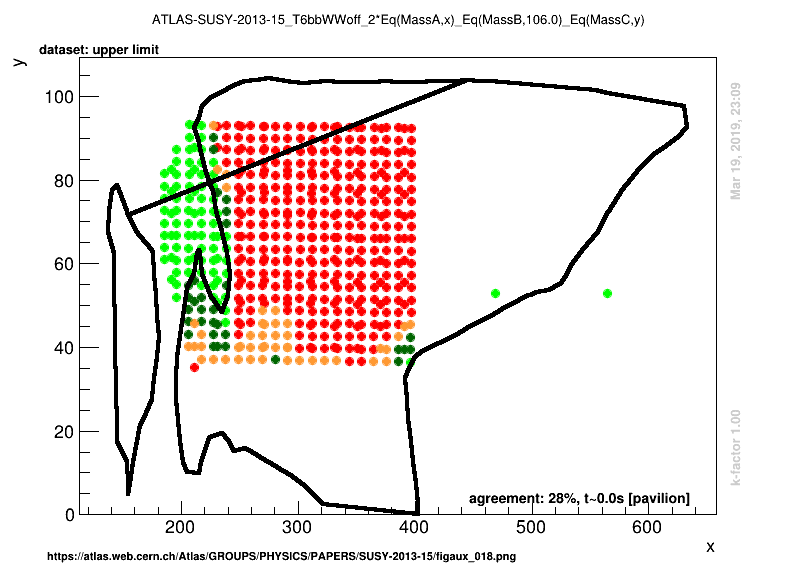 ATLAS-SUSY-2013-15_T6bbWWoff_2*Eq(MassA,x)_Eq(MassB,106.0)_Eq(MassC,y)
dataset: upper limit
y
100
80
60
40
20
0
200
300
400
500
600
x
agreement: 28%, t~0.0s [pavilion]
https://atlas.web.cern.ch/Atlas/GROUPS/PHYSICS/PAPERS/SUSY-2013-15/figaux_018.png
Mar 19, 2019, 23:09
k-factor 1.00